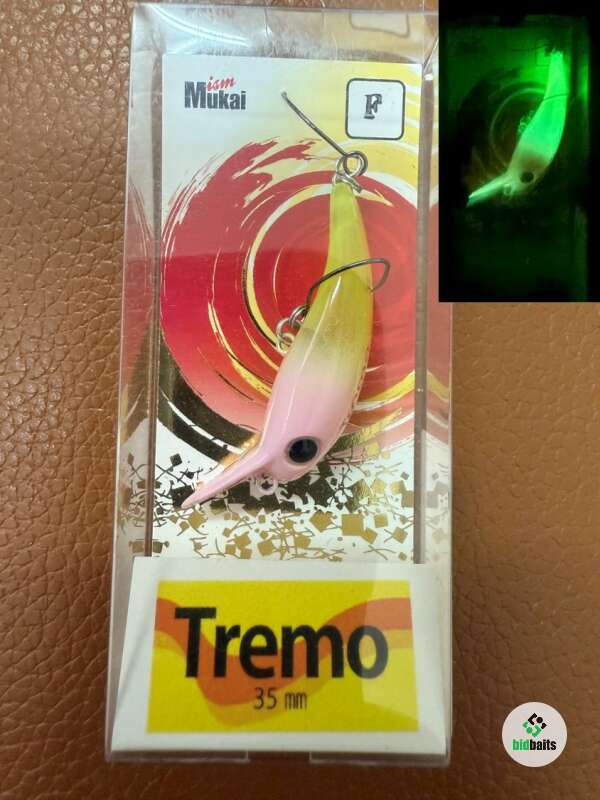 ism
Mukai
F
Tremo
35 mm
bidbaits